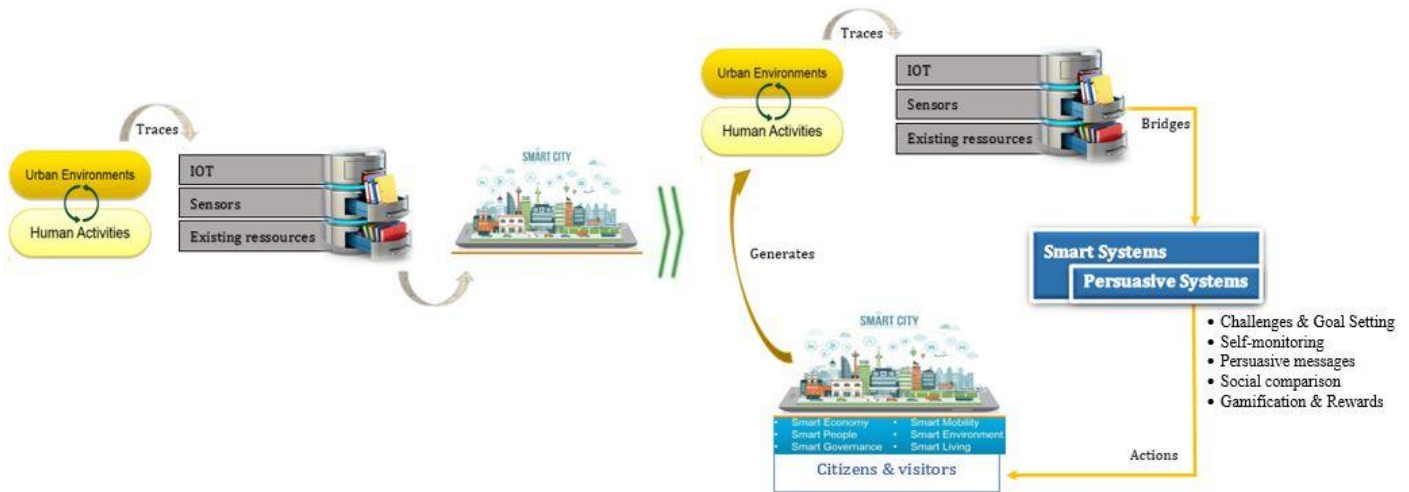 Traces
Urban Environments
Human Activities
IOT
Sensors
Existing ressources
SMART CITY
Traces
Urban Environments
Human Activities
IOT
Sensors
Existing ressources
Bridges
Smart Systems
Persuasive Systems
• Challenges & Goal Setting
• Self-monitoring
• Persuasive messages
• Social comparison
• Gamification & Rewards
Actions
Generates
SMART CITY
• Smart Economy
• Smart People
• Smart Governance
• Smart Mobility
• Smart Environment
• Smart Living
Citizens & visitors